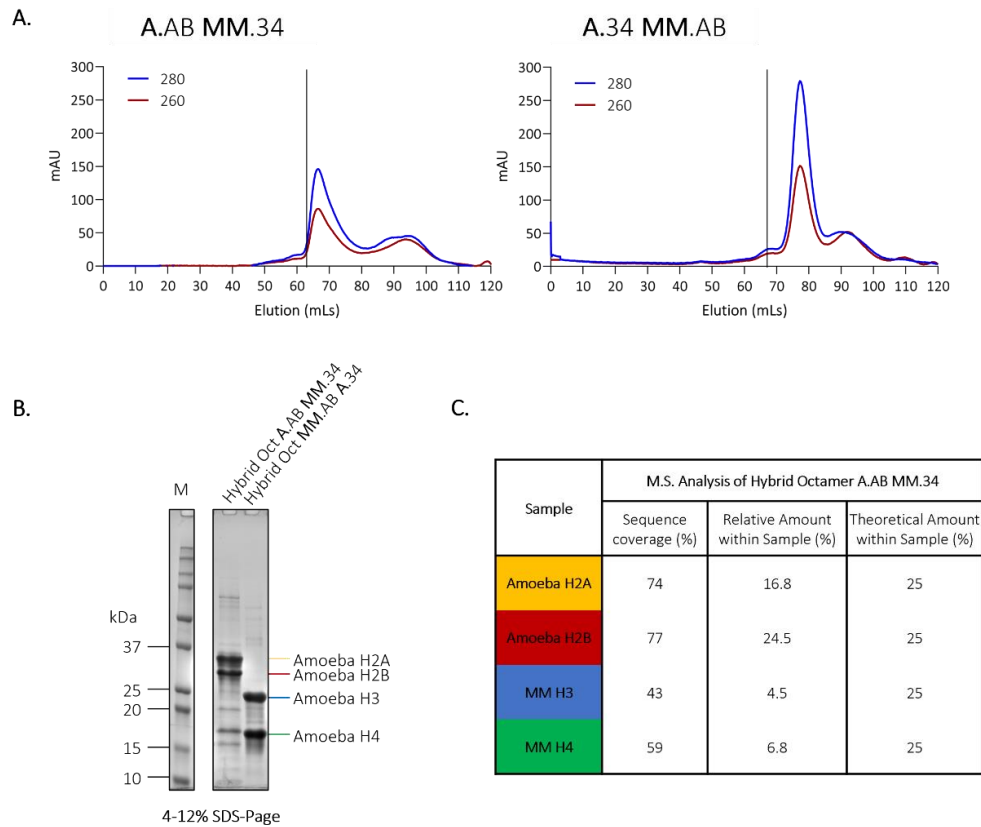 A.
A.AB MM.34
A.34 MM.AB
300
250
200
150
100
50
0
mAU
280
260
0 10 20 30 40 50 60 70 80 90 100 110 120
Elution (mLs)
300
250
200
150
100
50
0
mAU
280
260
0 10 20 30 40 50 60 70 80 90 100 110 120
Elution (mLs)
B.
M
Hybrid Oct A.AB MM.34
Hybrid Oct MM.AB A.34
kDa
37
25
20
15
10
Amoeba H2A
Amoeba H2B
Amoeba H3
Amoeba H4
4-12% SDS-Page
C.
Sample
M.S. Analysis of Hybrid Octamer A.AB MM.34
Sequence
coverage (%)
Relative Amount
within Sample (%)
Theoretical Amount
within Sample (%)
Amoeba H2A 74 16.8 25
Amoeba H2B 77 24.5 25
MM H3 43 4.5 25
MM H4 59 6.8 25